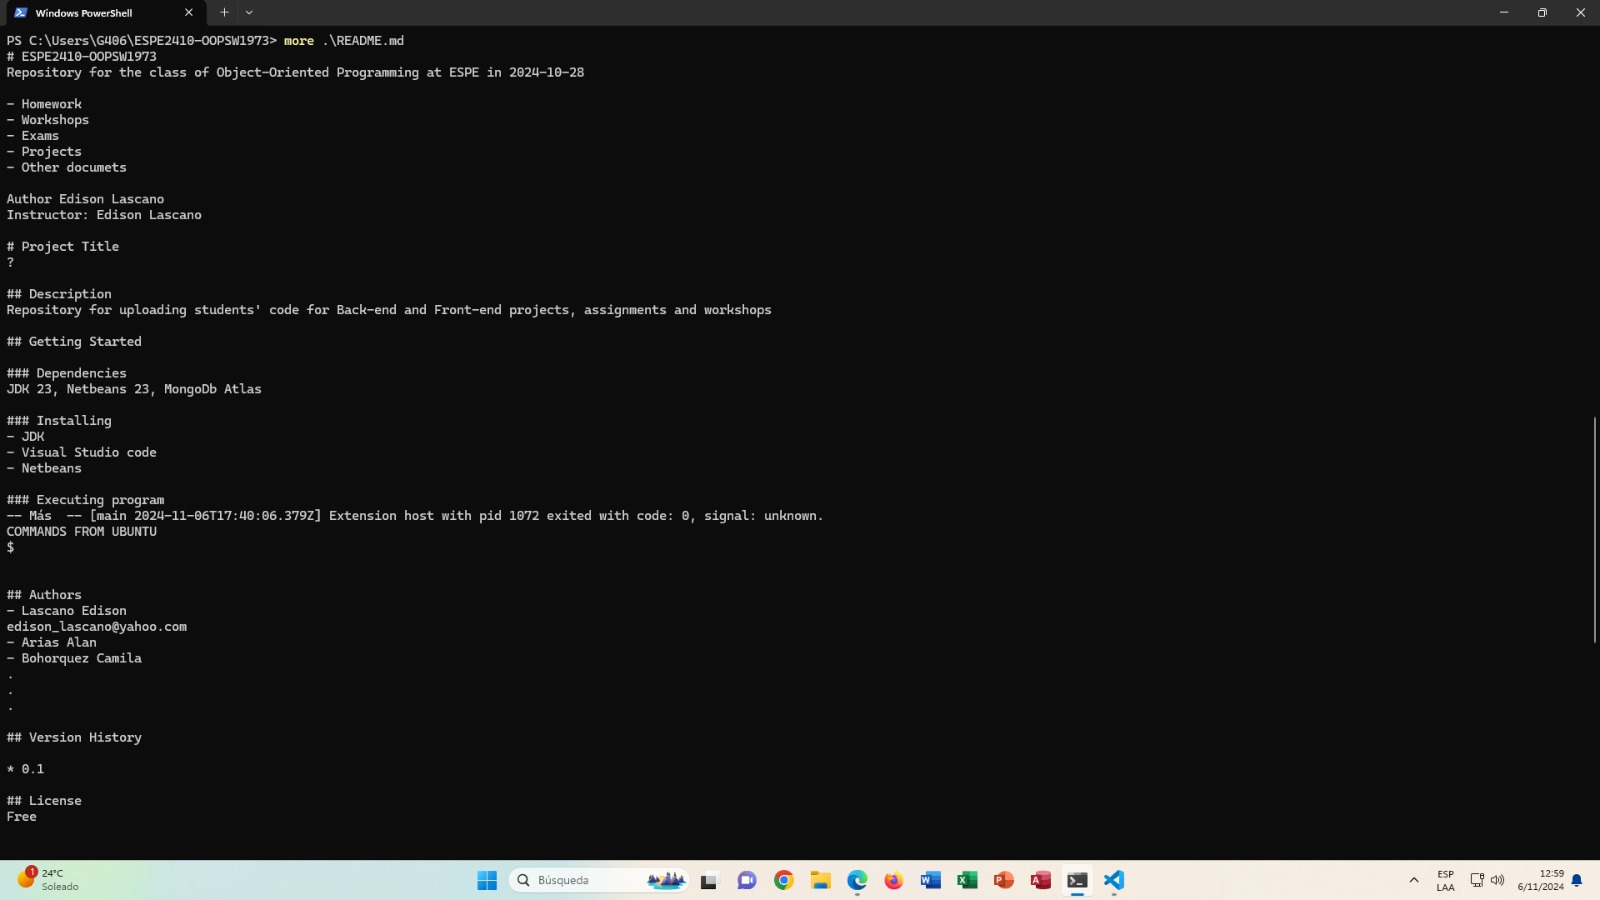 Windows PowerShell
PS C:\Users\G406\ESPE2410-OOPSW1973> more .\README.md
# ESPE2410-OOPSW1973
Repository for the class of Object-Oriented Programming at ESPE in 2024-10-28
- Homework
- Workshops
- Exams
- Projects
- Other documets
Author Edison Lascano
Instructor: Edison Lascano
# Project Title
?
## Description
Repository for uploading students' code for Back-end and Front-end projects, assignments and workshops
## Getting Started
### Dependencies
JDK 23, Netbeans 23, MongoDb Atlas
### Installing
- JDK
- Visual Studio code
- Netbeans
### Executing program
-- Más  -- [main 2024-11-06T17:40:06.379Z] Extension host with pid 1072 exited with code: 0, signal: unknown.
COMMANDS FROM UBUNTU
$
## Authors
- Lascano Edison
edison_lascano@yahoo.com
- Arias Alan
- Bohorquez Camila
.
.
.
## Version History
* 0.1
## License
Free
1
24°C
Soleado
Búsqueda
ESP
LAA
12:59
6/11/2024